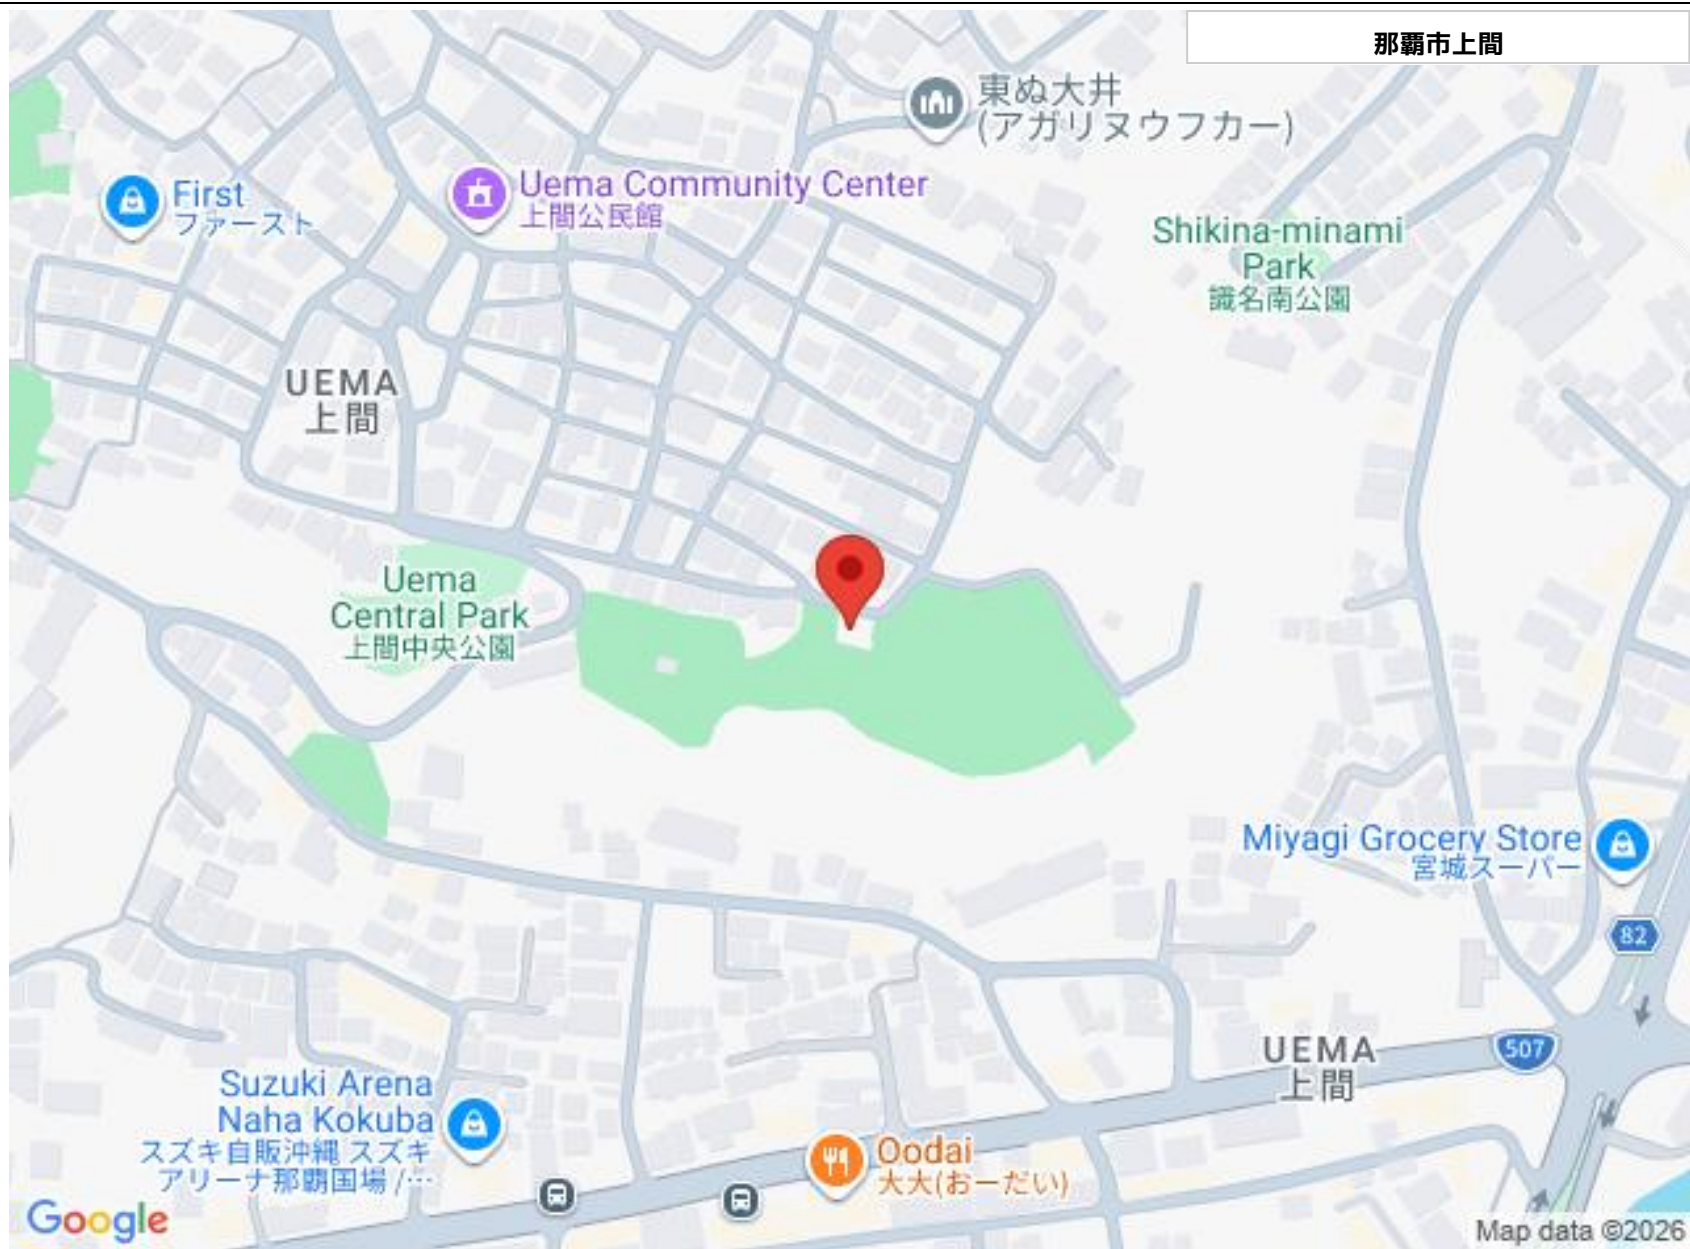 那覇市上間
東ぬ大井
(アガリヌウフカー)
First
ファースト
Uema Community Center
上間公民館
Shikina-minami
Park
識名南公園
UEMA
上間
Uema
Central Park
上間中央公園
Miyagi Grocery Store
宮城スーパー
82
UEMA
上間
507
Suzuki Arena
Naha Kokuba
スズキ自販沖縄 スズキ
アリーナ那覇国場 /…
Oodai
大大(おーだい)
Google
Map data ©2026